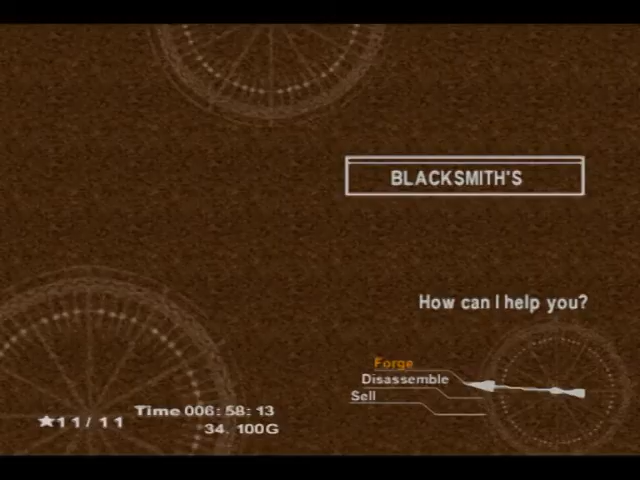 BLACKSMITH'S
How can I help you?
Forge
Disassemble
Sell
Time 006: 58: 13
★11/ 11
34. 100G